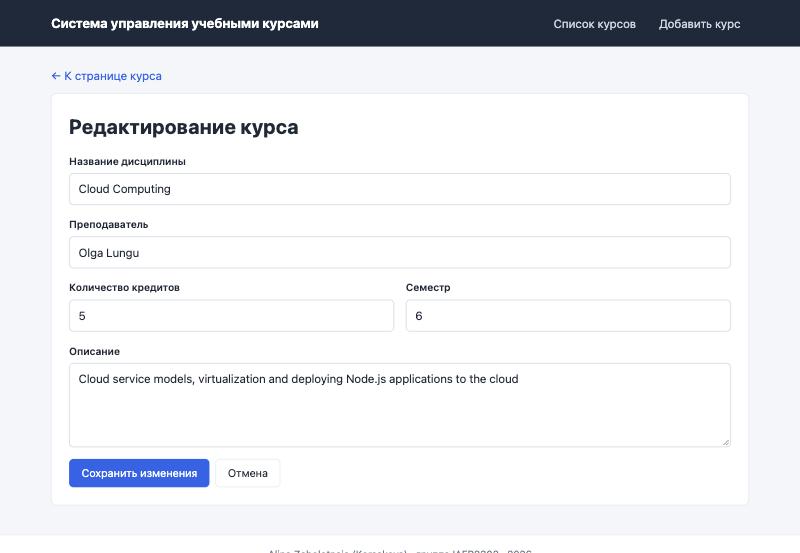 Система управления учебными курсами
Список курсов Добавить курс
← К странице курса
Редактирование курса
Название дисциплины
Cloud Computing
Преподаватель
Olga Lungu
Количество кредитов Семестр
5 6
Описание
Cloud service models, virtualization and deploying Node.js applications to the cloud
Сохранить изменения Отмена